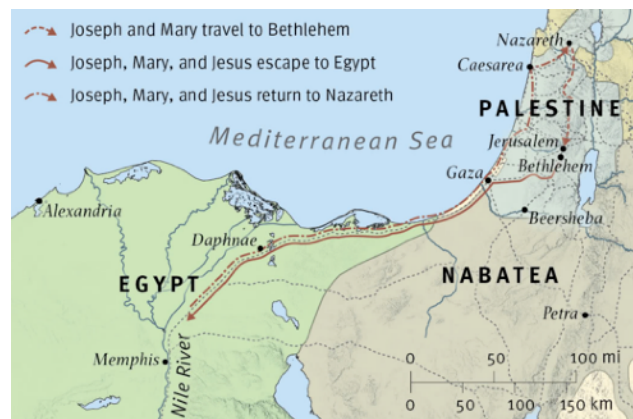 Joseph and Mary travel to Bethlehem
Joseph, Mary, and Jesus escape to Egypt
Joseph, Mary, and Jesus return to Nazareth
Nazareth
Caesarea
PALESTINE
Mediterranean Sea
Jerusalem
Bethlehem
Gaza
Alexandria
Beersheba
Daphnae
EGYPT
NABATEA
Petra
Memphis
Nile River
0 50 100 mi
0 50 100 150 km